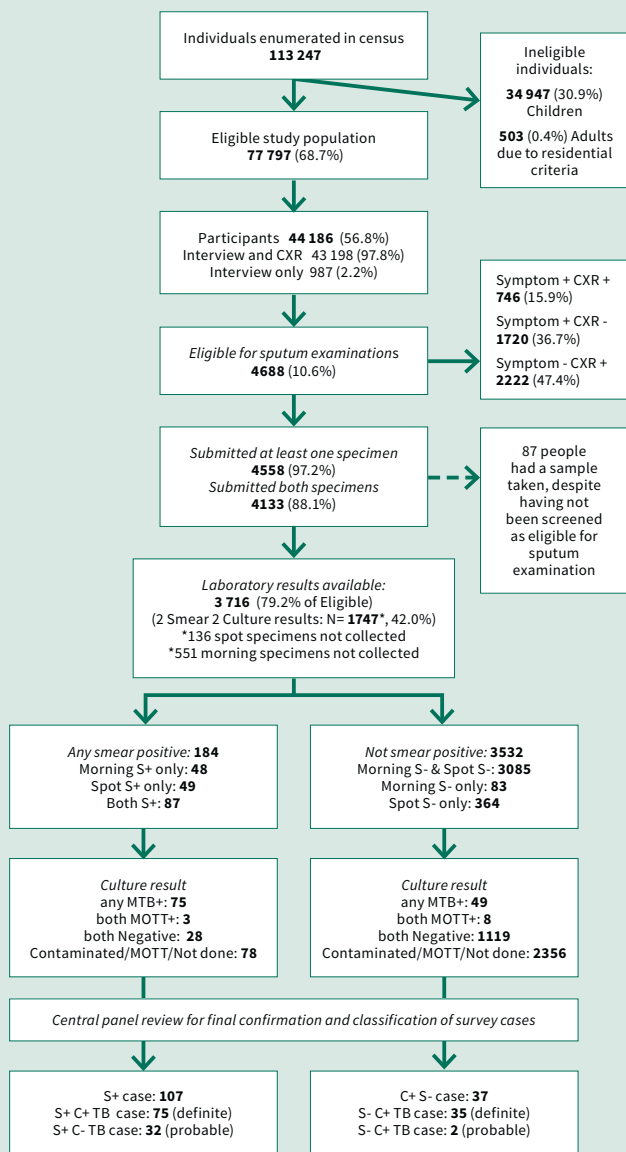 Individuals enumerated in census
113 247
Ineligible
individuals:
34 947 (30.9%)
Children
503 (0.4%) Adults
due to residential
criteria
Eligible study population
77 797 (68.7%)
Participants 44 186 (56.8%)
Interview and CXR 43 198 (97.8%)
Interview only 987 (2.2%)
Eligible for sputum examinations
4688 (10.6%)
Symptom + CXR +
746 (15.9%)
Symptom + CXR -
1720 (36.7%)
Symptom - CXR +
2222 (47.4%)
Submitted at least one specimen
4558 (97.2%)
Submitted both specimens
4133 (88.1%)
87 people
had a sample
taken, despite
having not
been screened
as eligible for
sputum
examination
Laboratory results available:
3 716 (79.2% of Eligible)
(2 Smear 2 Culture results: N= 1747*, 42.0%)
*136 spot specimens not collected
*551 morning specimens not collected
Any smear positive: 184
Morning S+ only: 48
Spot S+ only: 49
Both S+: 87
Not smear positive: 3532
Morning S- & Spot S-: 3085
Morning S- only: 83
Spot S- only: 364
Culture result
any MTB+: 75
both MOTT+: 3
both Negative: 28
Contaminated/MOTT/Not done: 78
Culture result
any MTB+: 49
both MOTT+: 8
both Negative: 1119
Contaminated/MOTT/Not done: 2356
Central panel review for final confirmation and classification of survey cases
S+ case: 107
S+ C+ TB case: 75 (definite)
S+ C- TB case: 32 (probable)
C+ S- case: 37
S- C+ TB case: 35 (definite)
S- C+ TB case: 2 (probable)